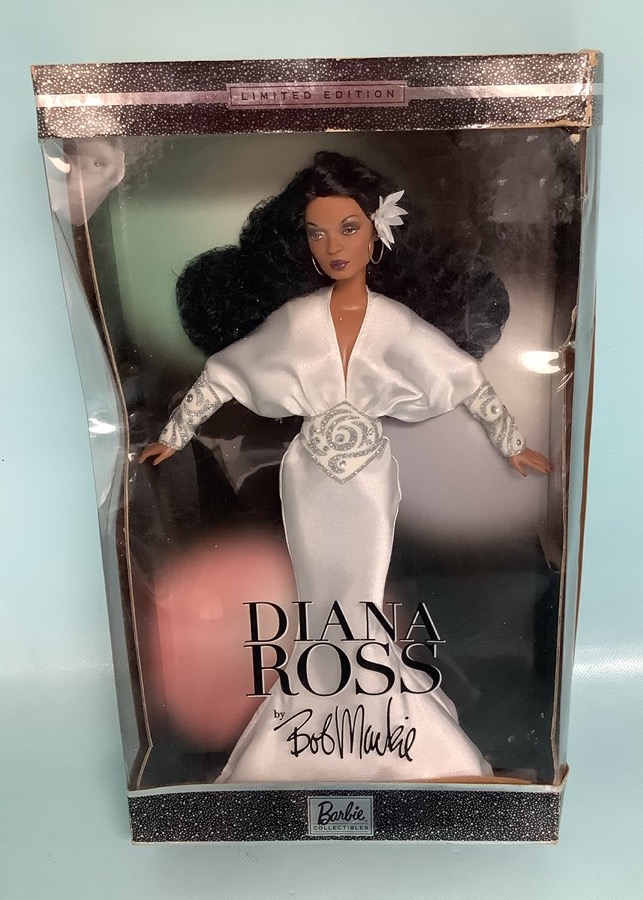 LIMITED EDITION
DIANA
ROSS
by Bob Mackie
Barbie
COLLECTIBLES